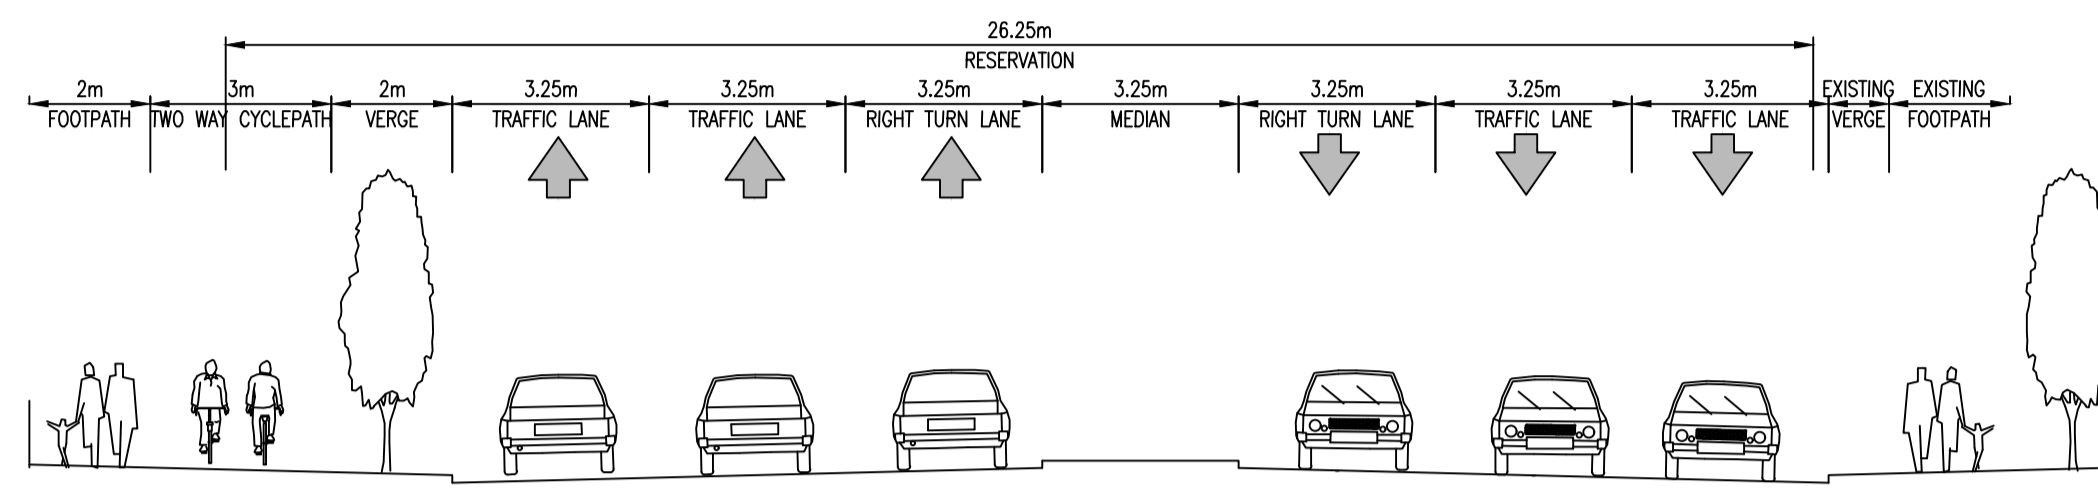 26.25m
RESERVATION
2m 3m 2m 3.25m 3.25m 3.25m 3.25m 3.25m 3.25m 3.25m EXISTING EXISTING
FOOTPATH TWO WAY CYCLEPATH VERGE TRAFFIC LANE TRAFFIC LANE RIGHT TURN LANE MEDIAN RIGHT TURN LANE TRAFFIC LANE TRAFFIC LANE VERGE FOOTPATH